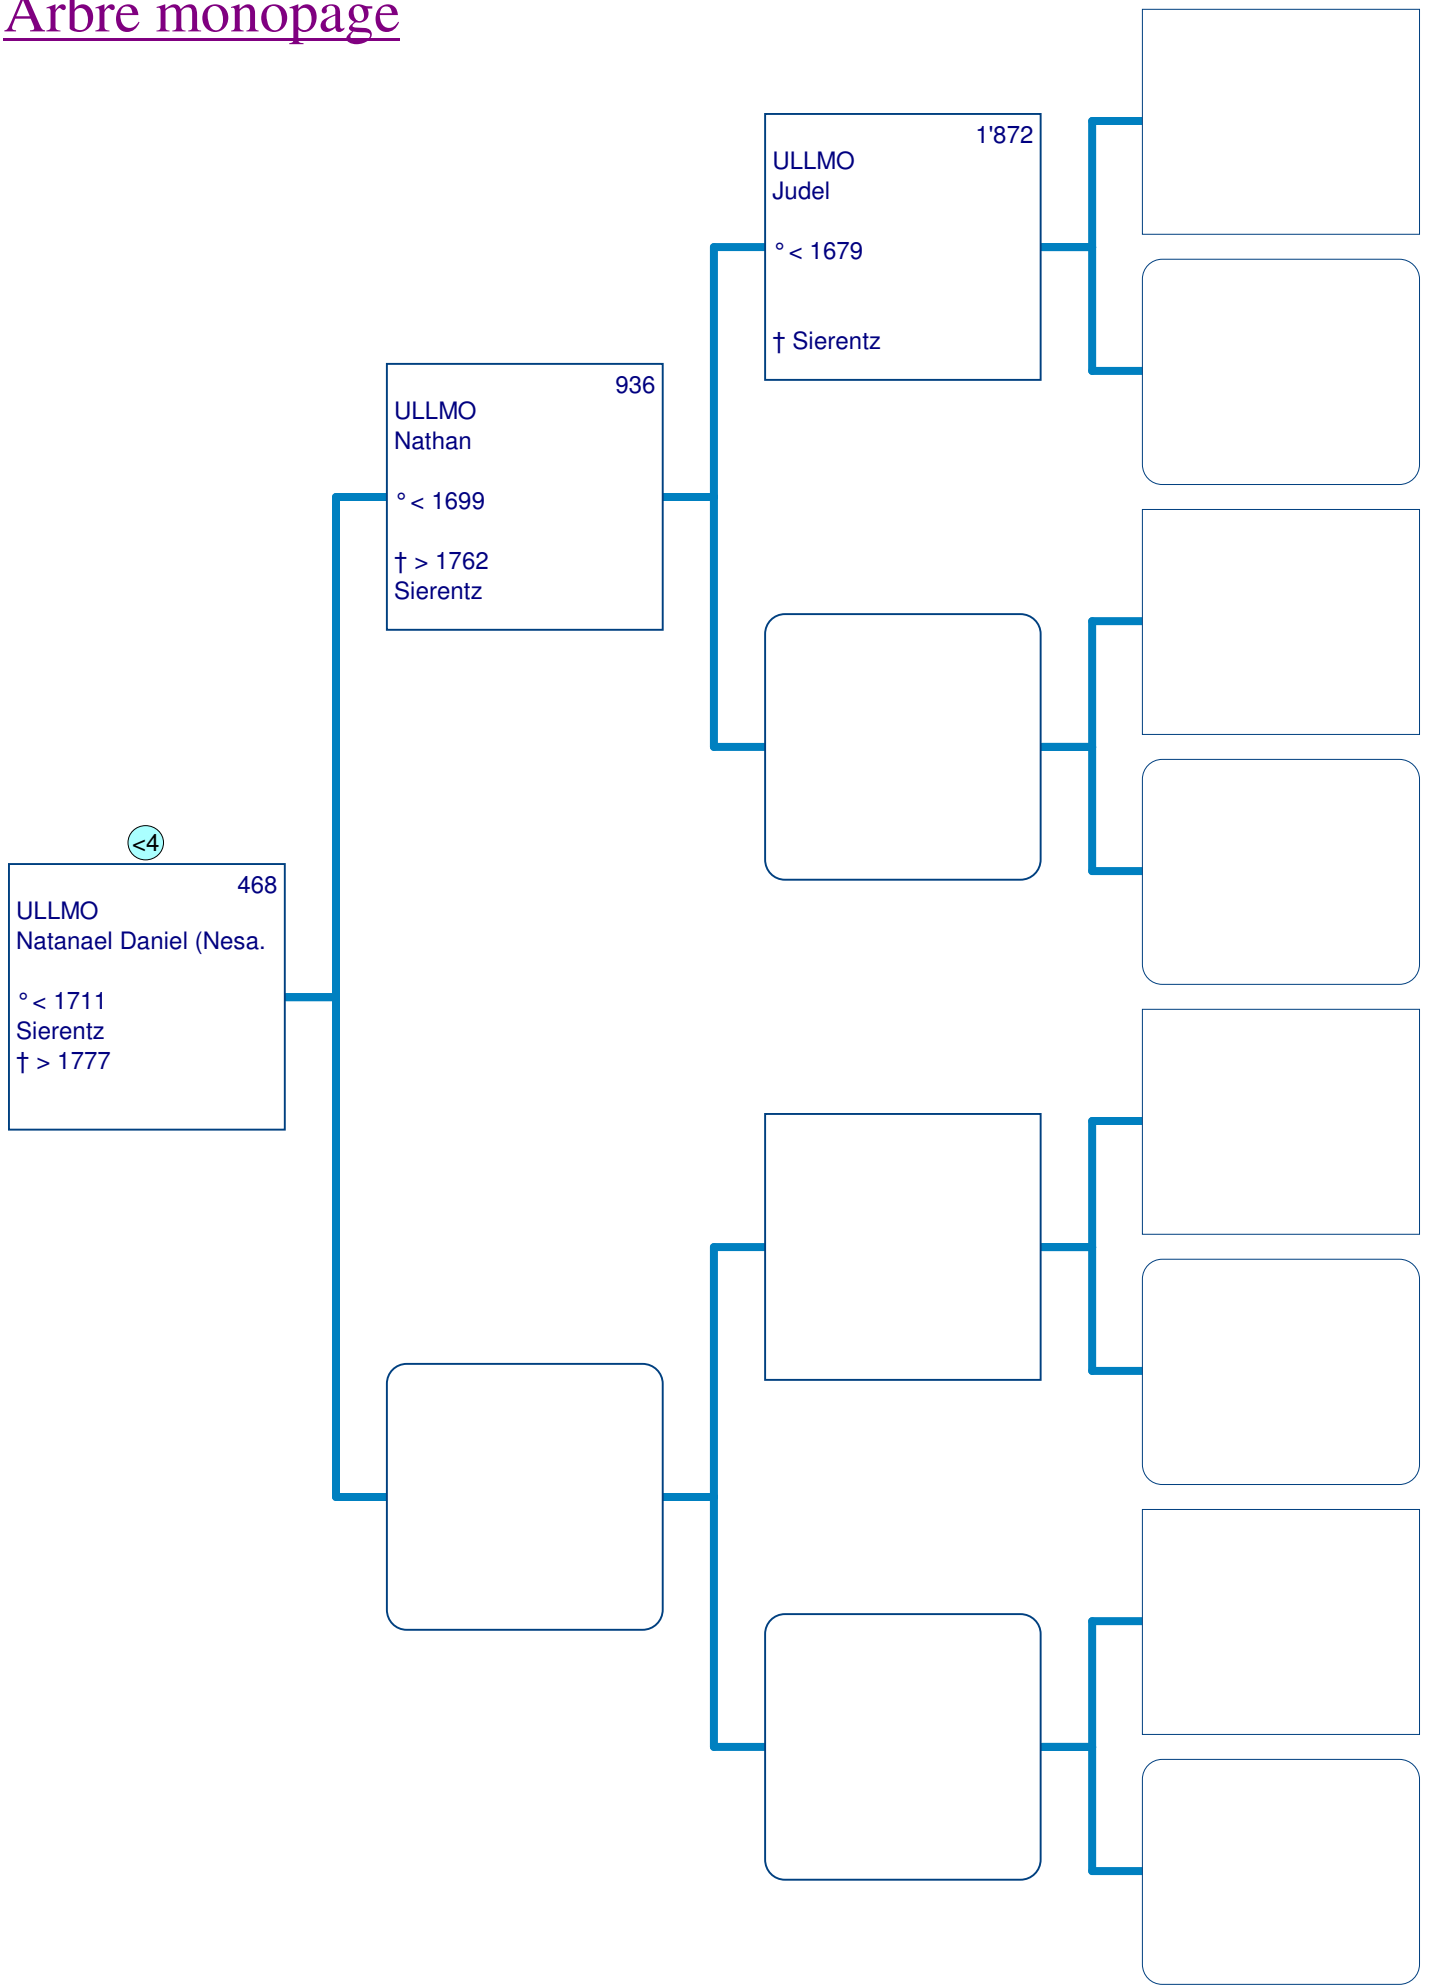 Arbre monopage
1'872
ULLMO
Judel
° < 1679
† Sierentz
936
ULLMO
Nathan
° < 1699
† > 1762
Sierentz
<4
468
ULLMO
Natanael Daniel (Nesa.
° < 1711
Sierentz
† > 1777